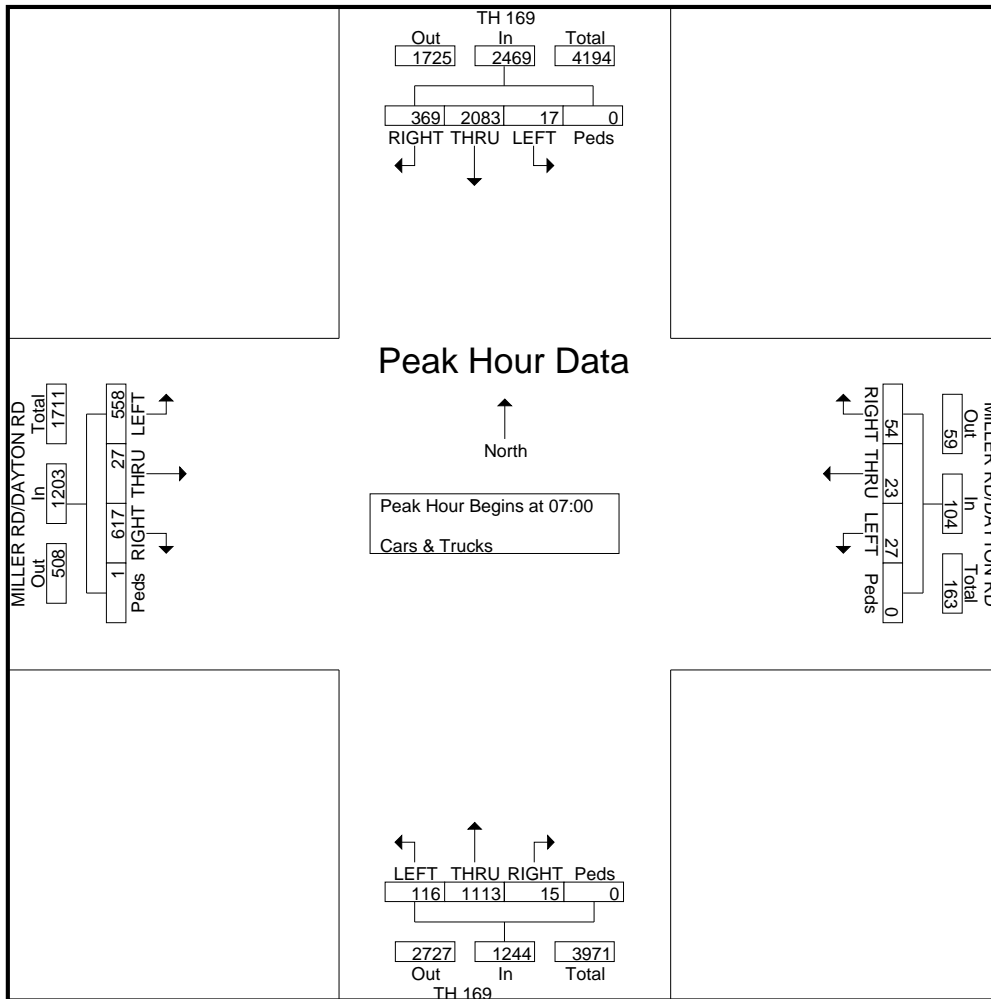 TH 169
Out In Total
1725 2469 4194
369 2083 17 0
RIGHT THRU LEFT Peds
Peak Hour Data
North
Peak Hour Begins at 07:00
Cars & Trucks
MILLER RD/DAYTON RD
Out In Total
508 1203 1711
1 617 27 558
Peds RIGHT THRU LEFT
MILLER RD/DAYTON RD
Out In Total
59 104 163
54 23 27 0
RIGHT THRU LEFT Peds
LEFT THRU RIGHT Peds
116 1113 15 0
2727 1244 3971
Out In Total
TH 169